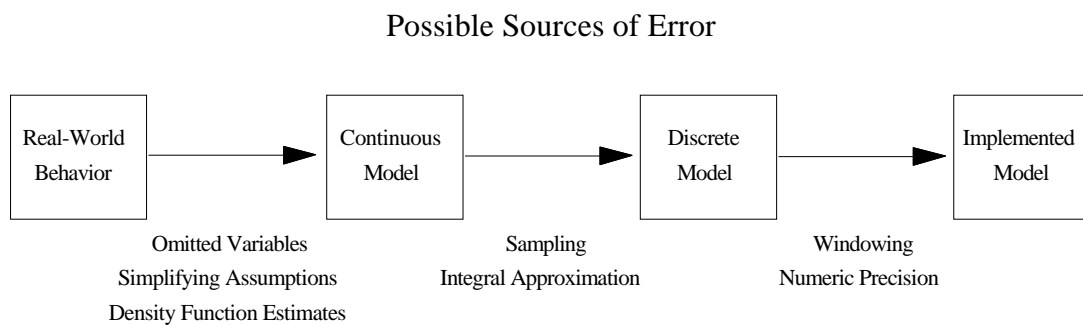 Possible Sources of Error
Real-World
Behavior
Continuous
Model
Discrete
Model
Implemented
Model
Omitted Variables
Simplifying Assumptions
Density Function Estimates
Sampling
Integral Approximation
Windowing
Numeric Precision